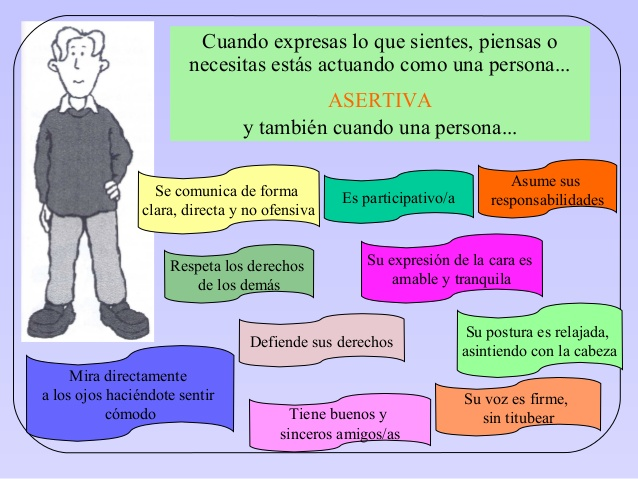 Cuando expresas lo que sientes, piensas o
necesitas estás actuando como una persona...
ASERTIVA
y también cuando una persona...
Se comunica de forma
clara, directa y no ofensiva
Es participativo/a
Asume sus
responsabilidades
Respeta los derechos
de los demás
Su expresión de la cara es
amable y tranquila
Defiende sus derechos
Su postura es relajada,
asintiendo con la cabeza
Mira directamente
a los ojos haciéndote sentir
cómodo
Tiene buenos y
sinceros amigos/as
Su voz es firme,
sin titubear